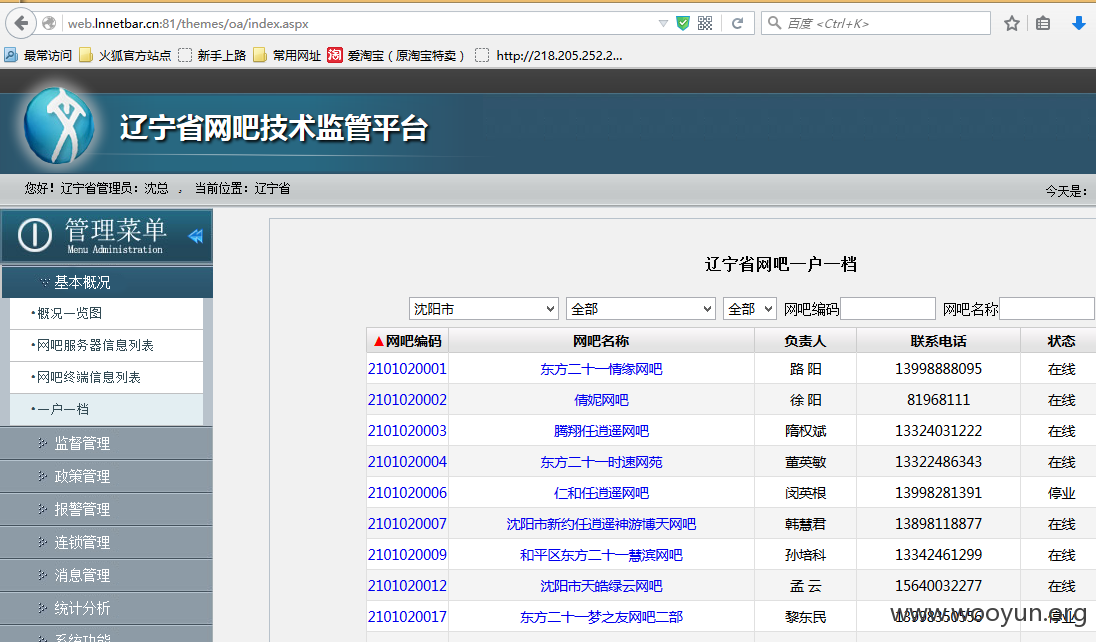 web.lnnetbar.cn:81/themes/oa/index.aspx 百度 <Ctrl+K>
最常访问 火狐官方站点 新手上路 常用网址 淘 爱淘宝（原淘宝特卖） http://218.205.252.2...
辽宁省网吧技术监管平台
您好！辽宁省管理员：沈总 ， 当前位置：辽宁省 今天是：
管理菜单
Menu Administration
基本概况
•概况一览图
•网吧服务器信息列表
•网吧终端信息列表
•一户一档
监督管理
政策管理
报警管理
连锁管理
消息管理
统计分析
系统功能
辽宁省网吧一户一档
沈阳市 全部 全部 网吧编码 网吧名称
▲网吧编码 网吧名称 负责人 联系电话 状态
2101020001 东方二十一情缘网吧 路 阳 13998888095 在线
2101020002 倩妮网吧 徐 阳 81968111 在线
2101020003 腾翔任逍遥网吧 隋权斌 13324031222 在线
2101020004 东方二十一时速网苑 董英敏 13322486343 在线
2101020006 仁和任逍遥网吧 闵英根 13998281391 停业
2101020007 沈阳市新约任逍遥神游博天网吧 韩慧君 13898118877 在线
2101020009 和平区东方二十一慧滨网吧 孙培科 13342461299 在线
2101020012 沈阳市天皓绿云网吧 孟 云 15640032277 在线
2101020017 东方二十一梦之友网吧二部 黎东民 13998350556 停业
www.wooyun.org